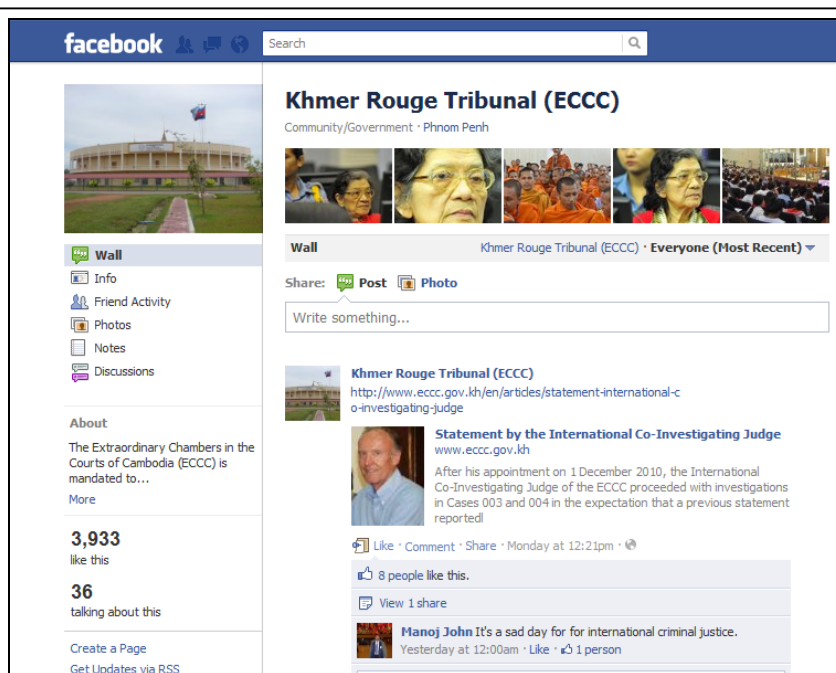 facebook
Search
Khmer Rouge Tribunal (ECCC)
Community/Government · Phnom Penh
Wall
Khmer Rouge Tribunal (ECCC) · Everyone (Most Recent)
Share: Post Photo
Write something...
Wall
Info
Friend Activity
Photos
Notes
Discussions
About
The Extraordinary Chambers in the
Courts of Cambodia (ECCC) is
mandated to...
More
3,933
like this
36
talking about this
Create a Page
Get Updates via RSS
Khmer Rouge Tribunal (ECCC)
http://www.eccc.gov.kh/en/articles/statement-international-c
o-investigating-judge
Statement by the International Co-Investigating Judge
www.eccc.gov.kh
After his appointment on 1 December 2010, the International
Co-Investigating Judge of the ECCC proceeded with investigations
in Cases 003 and 004 in the expectation that a previous statement
reportedl
Like · Comment · Share · Monday at 12:21pm ·
8 people like this.
View 1 share
Manoj John It's a sad day for for international criminal justice.
Yesterday at 12:00am · Like · 1 person